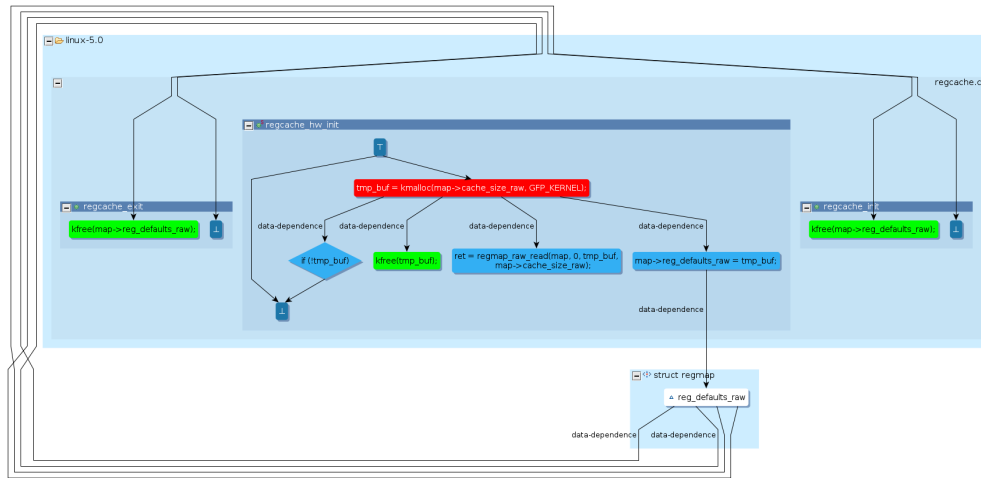 linux-5.0
regcache.c
regcache_hw_init
⊤
tmp_buf = kmalloc(map->cache_size_raw, GFP_KERNEL);
regcache_exit
regcache_init
kfree(map->reg_defaults_raw);
⊥
data-dependence
data-dependence
data-dependence
data-dependence
kfree(map->reg_defaults_raw);
⊥
if (!tmp_buf)
kfree(tmp_buf);
ret = regmap_raw_read(map, 0, tmp_buf,
map->cache_size_raw);
map->reg_defaults_raw = tmp_buf;
⊥
data-dependence
struct regmap
reg_defaults_raw
data-dependence
data-dependence